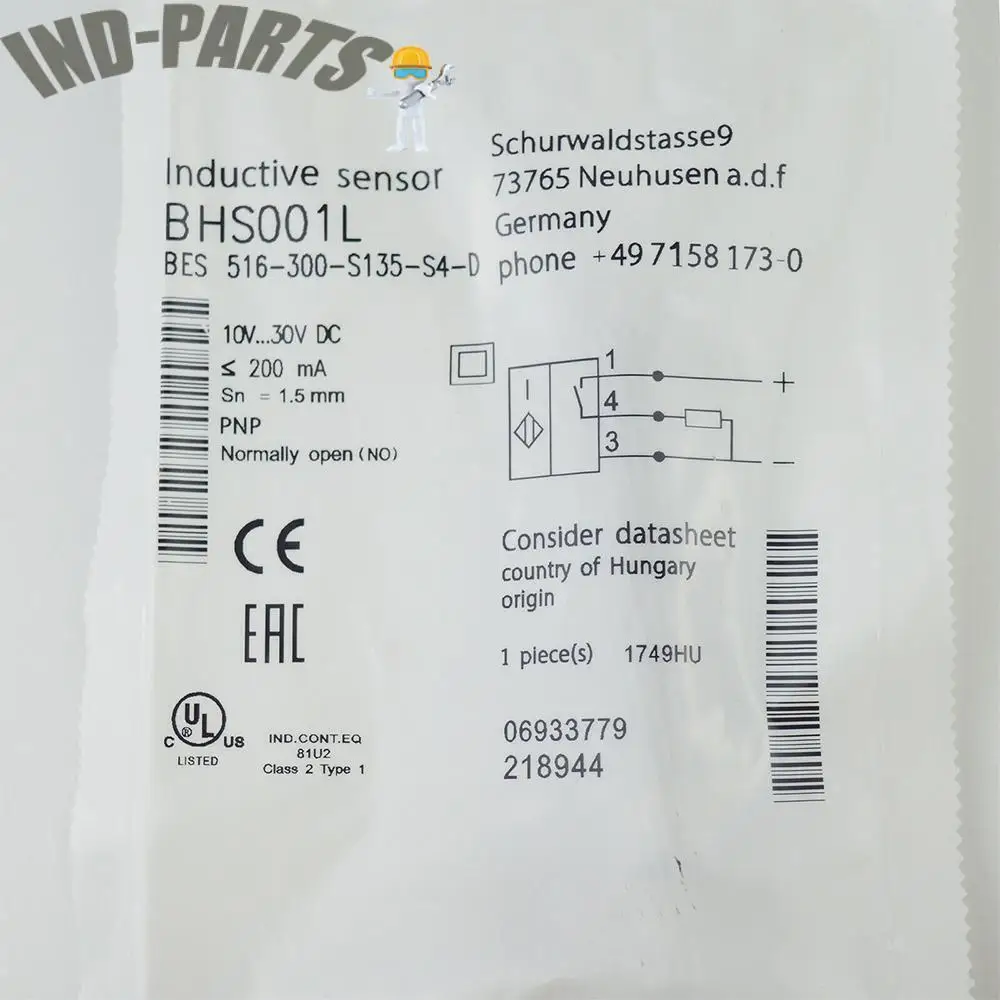 IND-PARTS
Inductive sensor
BHS001L
BES 516-300-S135-S4-D
Schurwaldstasse9
73765 Neuhusen a.d.f
Germany
phone +49 7158 173-0
10V...30V DC
≤ 200 mA
Sn = 1.5 mm
PNP
Normally open (NO)
1
4
3
+
–
CE
EAC
C UL ® US
LISTED
IND.CONT.EQ
81U2
Class 2 Type 1
Consider datasheet
country of Hungary
origin
1 piece(s) 1749HU
06933779
218944